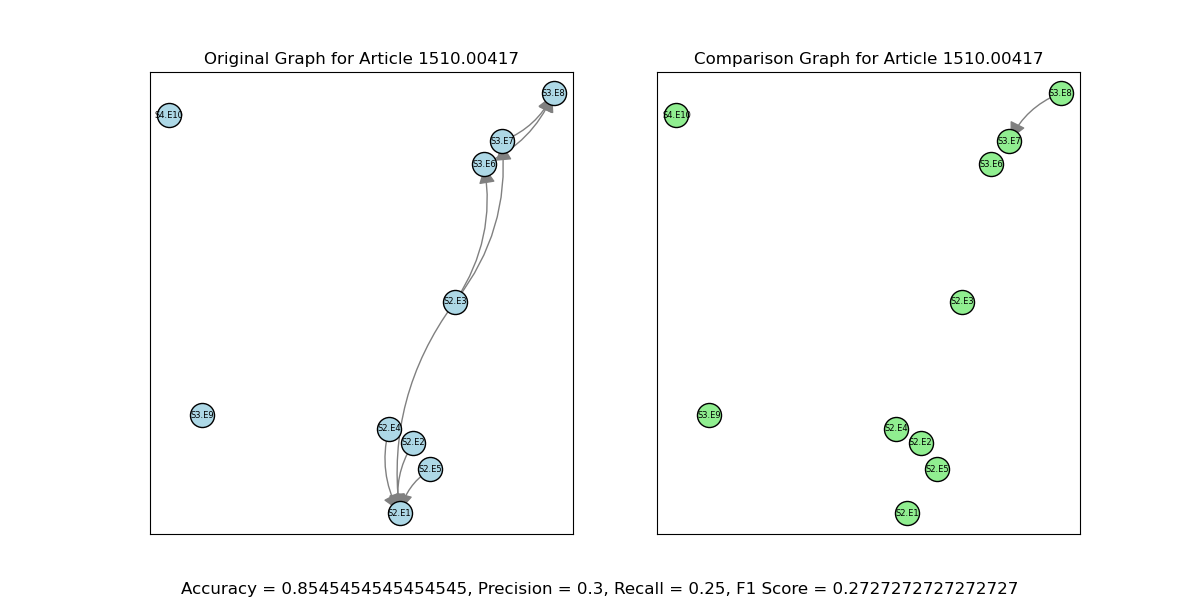 Original Graph for Article 1510.00417
S3.E8
S4.E10
S3.E7
S3.E6
S2.E3
S3.E9
S2.E4
S2.E2
S2.E5
S2.E1
Comparison Graph for Article 1510.00417
S3.E8
S4.E10
S3.E7
S3.E6
S2.E3
S3.E9
S2.E4
S2.E2
S2.E5
S2.E1
Accuracy = 0.8545454545454545, Precision = 0.3, Recall = 0.25, F1 Score = 0.2727272727272727